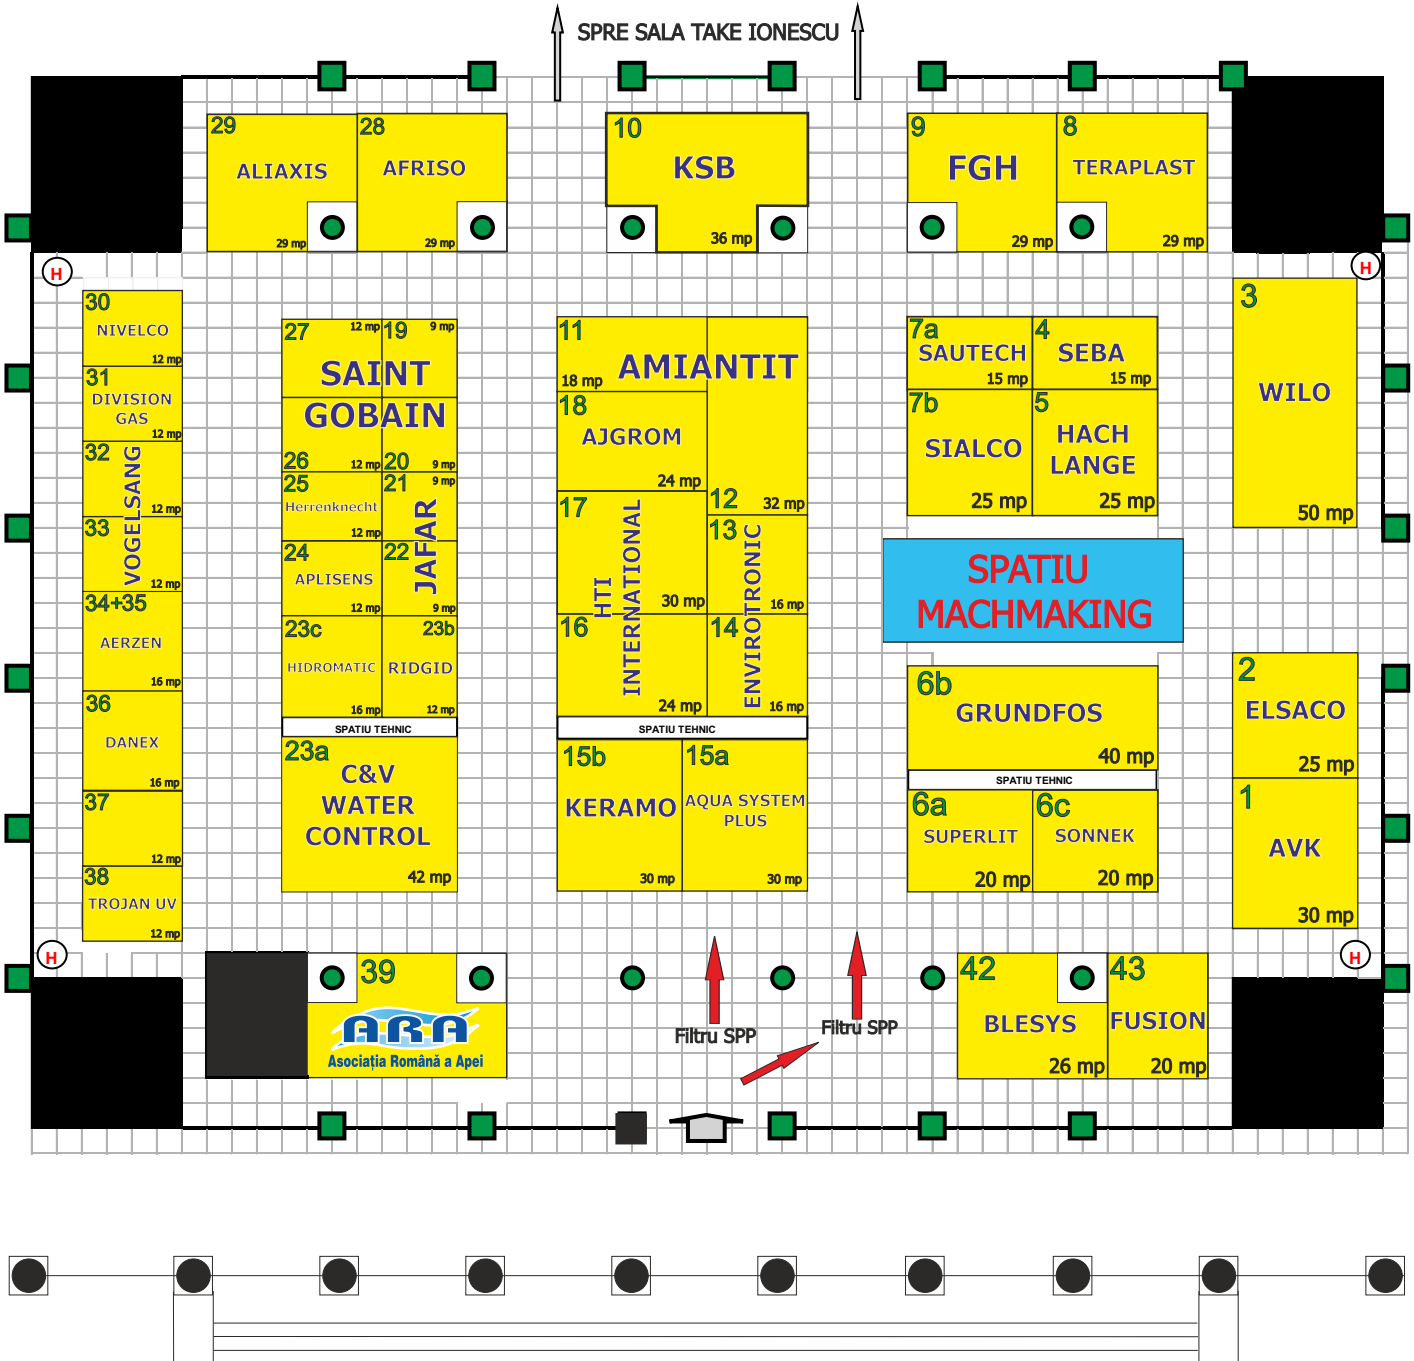 SPRE SALA TAKE IONESCU
29
ALIAXIS
29 mp
28
AFRISO
29 mp
10
KSB
36 mp
9
FGH
29 mp
8
TERAPLAST
29 mp
H
H
30
NIVELCO
12 mp
31
DIVISION
GAS
12 mp
32
12 mp
VOGELSANG
33
12 mp
34+35
AERZEN
16 mp
36
DANEX
16 mp
37
12 mp
38
TROJAN UV
12 mp
27
12 mp
19
9 mp
SAINT
GOBAIN
26
12 mp
20
9 mp
25
Herrenknecht
12 mp
21
9 mp
JAFAR
24
APLISENS
12 mp
22
9 mp
23c
HIDROMATIC
16 mp
23b
RIDGID
12 mp
SPATIU TEHNIC
23a
C&V
WATER
CONTROL
42 mp
11
AMIANTIT
18 mp
18
AJGROM
24 mp
12
32 mp
17
HTI
INTERNATIONAL
30 mp
13
ENVIROTRONIC
16 mp
16
24 mp
14
16 mp
SPATIU TEHNIC
15b
KERAMO
30 mp
15a
AQUA SYSTEM
PLUS
30 mp
7a
SAUTECH
15 mp
4
SEBA
15 mp
7b
SIALCO
25 mp
5
HACH
LANGE
25 mp
3
WILO
50 mp
SPATIU
MACHMAKING
6b
GRUNDFOS
40 mp
SPATIU TEHNIC
6a
SUPERLIT
20 mp
6c
SONNEK
20 mp
2
ELSACO
25 mp
1
AVK
30 mp
H
H
39
ARA
Asociația Română a Apei
Filtru SPP
Filtru SPP
42
BLESYS
26 mp
43
FUSION
20 mp